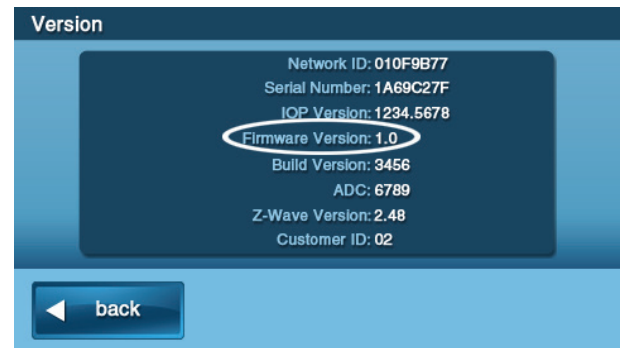 Version
Network ID: 010F9B77
Serial Number: 1A69C27F
IOP Version: 1234.5678
Firmware Version: 1.0
Build Version: 3456
ADC: 6789
Z-Wave Version: 2.48
Customer ID: 02
back